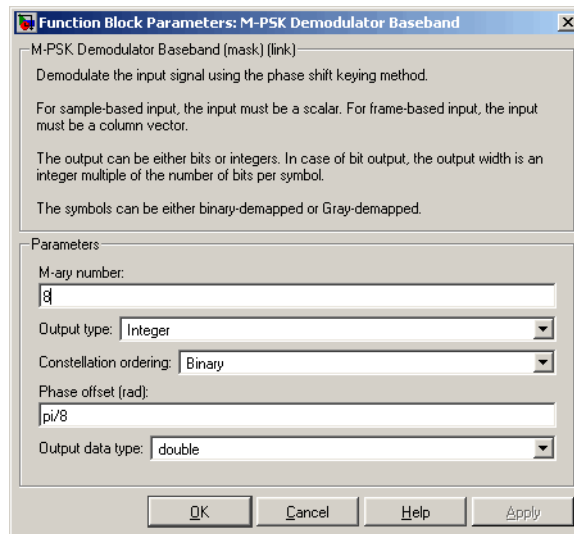 Function Block Parameters: M-PSK Demodulator Baseband
M-PSK Demodulator Baseband (mask) (link)
Demodulate the input signal using the phase shift keying method.
For sample-based input, the input must be a scalar. For frame-based input, the input
must be a column vector.
The output can be either bits or integers. In case of bit output, the output width is an
integer multiple of the number of bits per symbol.
The symbols can be either binary-demapped or Gray-demapped.
Parameters
M-ary number:
8
Output type: Integer
Constellation ordering: Binary
Phase offset (rad):
pi/8
Output data type: double
OK Cancel Help Apply